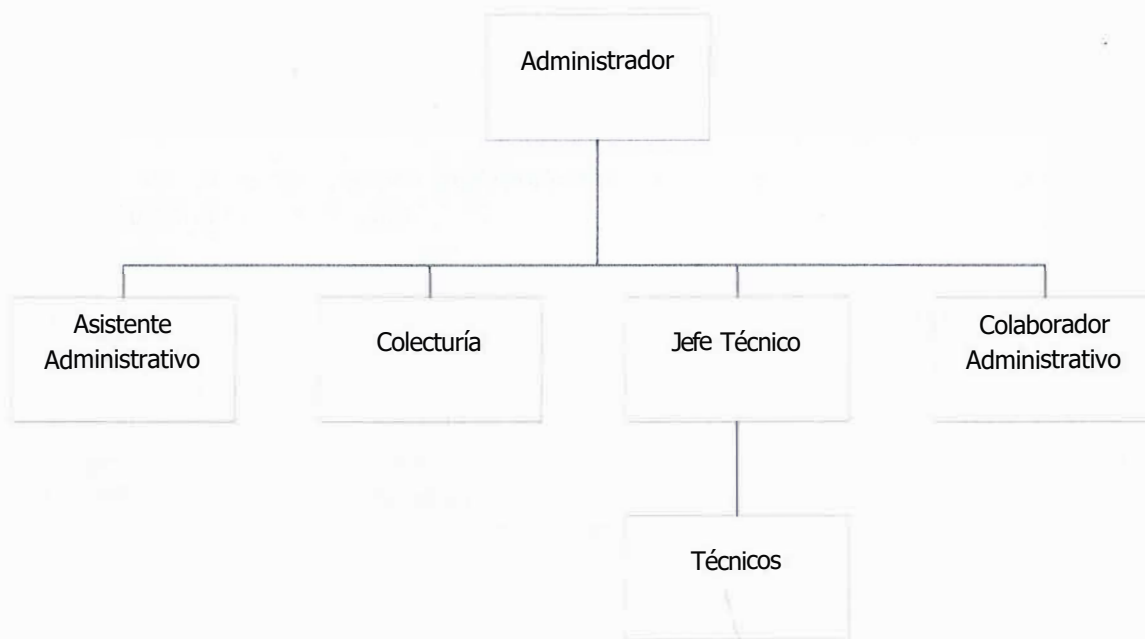 Administrador
Asistente
Administrativo
Colecturía
Jefe Técnico
Colaborador
Administrativo
Técnicos